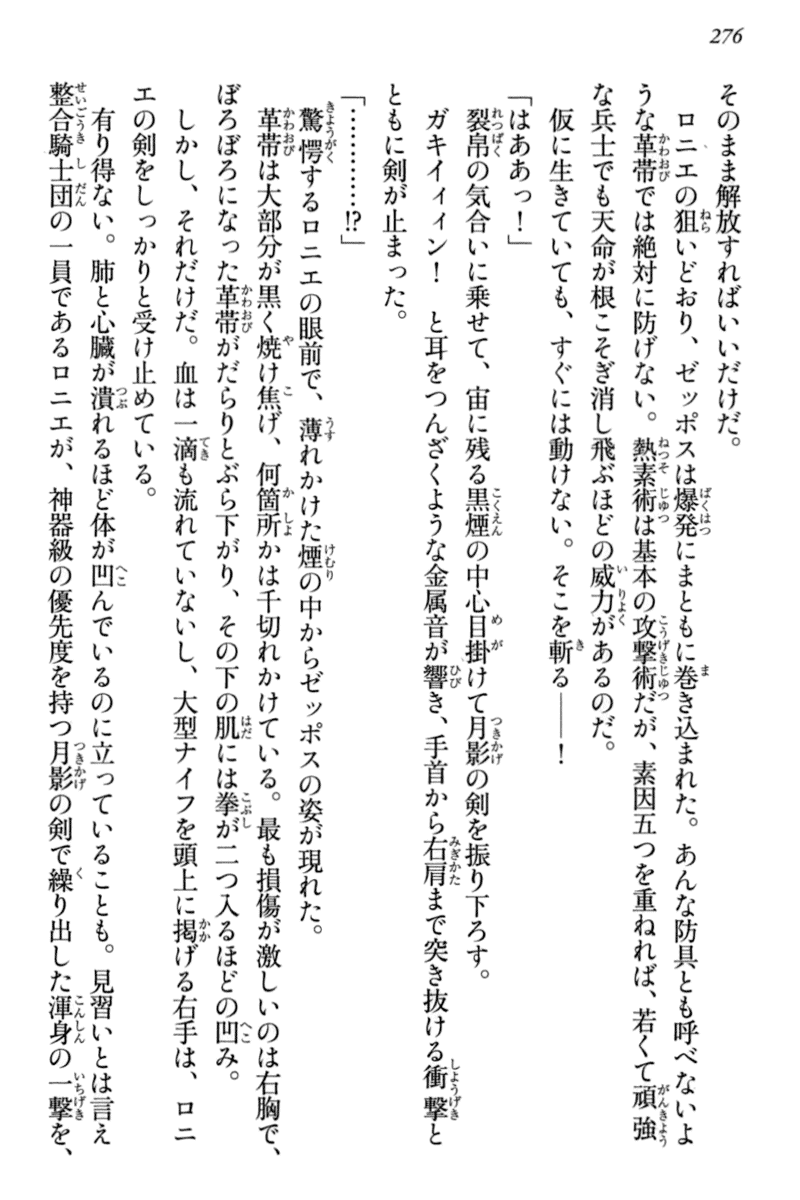 276
そのまま解放すればいいだけだ。
ロニエの狙いどおり、ゼッポスは爆発にまともに巻き込まれた。あんな防具とも呼べないよ
うな革帯では絶対に防げない。熱素術は基本の攻撃術だが、素因五つを重ねれば、若くて頑強
な兵士でも天命が根こそぎ消し飛ぶほどの威力があるのだ。
仮に生きていても、すぐには動けない。そこを斬る――！
「はああっ！」
裂帛の気合いに乗せて、宙に残る黒煙の中心目掛けて月影の剣を振り下ろす。
ガキイィィン！　と耳をつんざくような金属音が響き、手首から右肩まで突き抜ける衝撃と
ともに剣が止まった。
「…………!?」
驚愕するロニエの眼前で、薄れかけた煙の中からゼッポスの姿が現れた。
革帯は大部分が黒く焼け焦げ、何箇所かは千切れかけている。最も損傷が激しいのは右胸で、
ぼろぼろになった革帯がだらりとぶら下がり、その下の肌には拳が二つ入るほどの凹み。
しかし、それだけだ。血は一滴も流れていないし、大型ナイフを頭上に掲げる右手は、ロニ
エの剣をしっかりと受け止めている。
有り得ない。肺と心臓が潰れるほど体が凹んでいるのに立っていることも。見習いとは言え
整合騎士団の一員であるロニエが、神器級の優先度を持つ月影の剣で繰り出した渾身の一撃を、